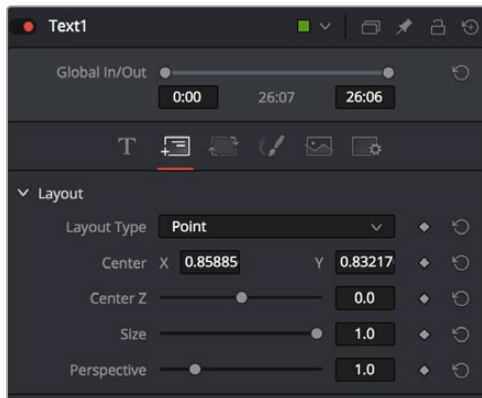 Text1
Global In/Out
0:00 26:07 26:06
T
Layout
Layout Type Point
Center X 0.85885 Y 0.83217
Center Z 0.0
Size 1.0
Perspective 1.0